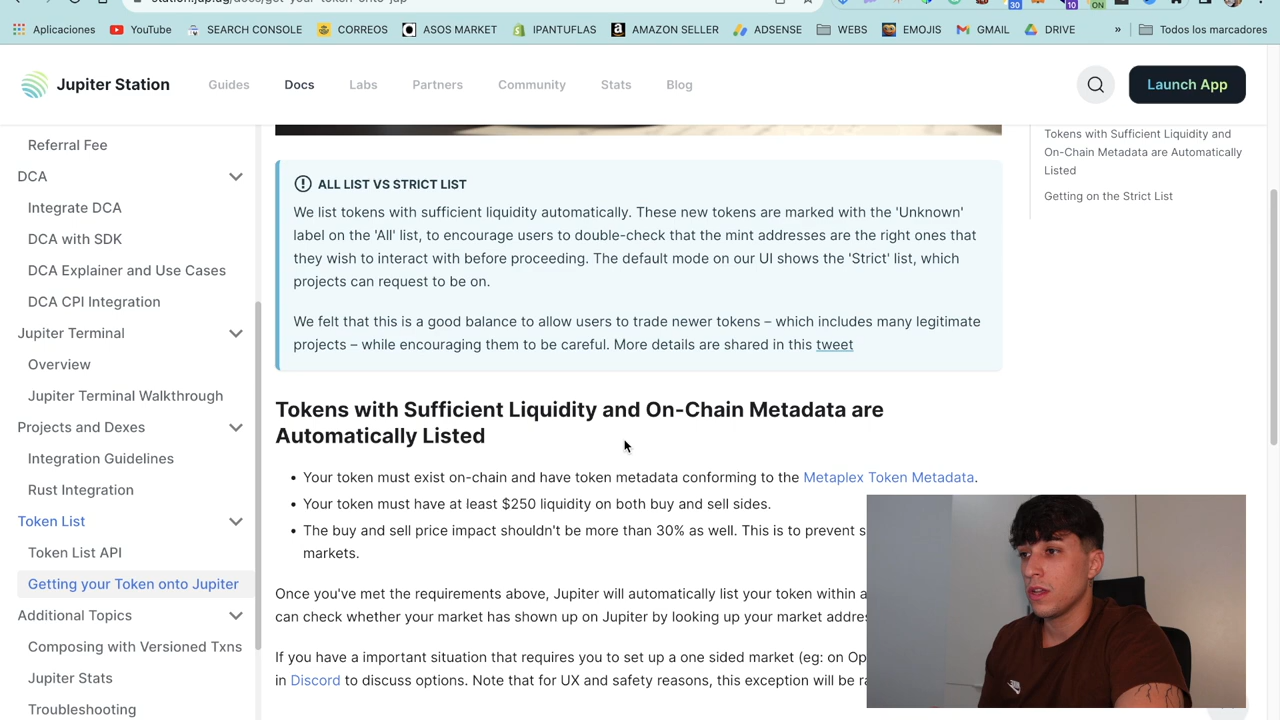 station.jup.ag/docs/get-your-token-onto-jup
30
10
ON
Aplicaciones
YouTube
SEARCH CONSOLE
CORREOS
ASOS MARKET
IPANTUFLAS
AMAZON SELLER
ADSENSE
WEBS
EMOJIS
GMAIL
DRIVE
»
Todos los marcadores
Jupiter Station
Guides
Docs
Labs
Partners
Community
Stats
Blog
Launch App
Referral Fee
DCA
Integrate DCA
DCA with SDK
DCA Explainer and Use Cases
DCA CPI Integration
Jupiter Terminal
Overview
Jupiter Terminal Walkthrough
Projects and Dexes
Integration Guidelines
Rust Integration
Token List
Token List API
Getting your Token onto Jupiter
Additional Topics
Composing with Versioned Txns
Jupiter Stats
Troubleshooting
ALL LIST VS STRICT LIST
We list tokens with sufficient liquidity automatically. These new tokens are marked with the 'Unknown'
label on the 'All' list, to encourage users to double-check that the mint addresses are the right ones that
they wish to interact with before proceeding. The default mode on our UI shows the 'Strict' list, which
projects can request to be on.
We felt that this is a good balance to allow users to trade newer tokens – which includes many legitimate
projects – while encouraging them to be careful. More details are shared in this tweet
Tokens with Sufficient Liquidity and On-Chain Metadata are
Automatically Listed
• Your token must exist on-chain and have token metadata conforming to the Metaplex Token Metadata.
• Your token must have at least $250 liquidity on both buy and sell sides.
• The buy and sell price impact shouldn't be more than 30% as well. This is to prevent s
markets.
Once you've met the requirements above, Jupiter will automatically list your token within a
can check whether your market has shown up on Jupiter by looking up your market addre
If you have a important situation that requires you to set up a one sided market (eg: on Op
in Discord to discuss options. Note that for UX and safety reasons, this exception will be ra
Tokens with Sufficient Liquidity and
On-Chain Metadata are Automatically
Listed
Getting on the Strict List